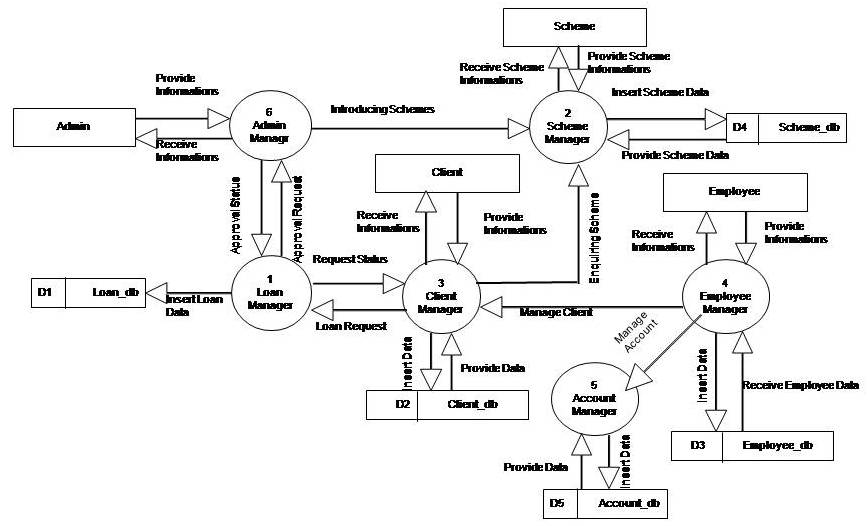 Scheme
Receive Scheme
Informations
Provide Scheme
Informations
Provide
Informations
Insert Scheme Data
6
Admin
Managr
Introducing Schemes
2
Scheme
Manager
Admin
D4
Scheme_db
Receive
Informations
Provide Scheme Data
Client
Employee
Approval Status
Approval Request
Receive
Informations
Provide
Informations
Enquiring Scheme
Receive
Informations
Provide
Informations
Request Status
1
Loan
Manager
3
Client
Manager
4
Employee
Manager
D1
Loan_db
Insert Loan
Data
Loan Request
Manage Client
Manage
Account
Insert Data
Provide Data
Insert Data
Receive Employee Data
5
Account
Manager
D2
Client_db
D3
Employee_db
Provide Data
Insert Data
D5
Account_db